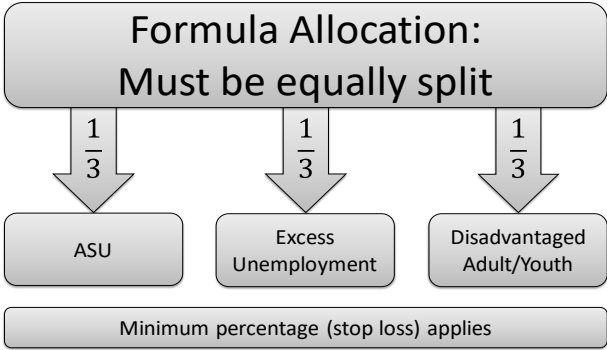 Formula Allocation:
Must be equally split
1/3 1/3 1/3
ASU
Excess
Unemployment
Disadvantaged
Adult/Youth
Minimum percentage (stop loss) applies